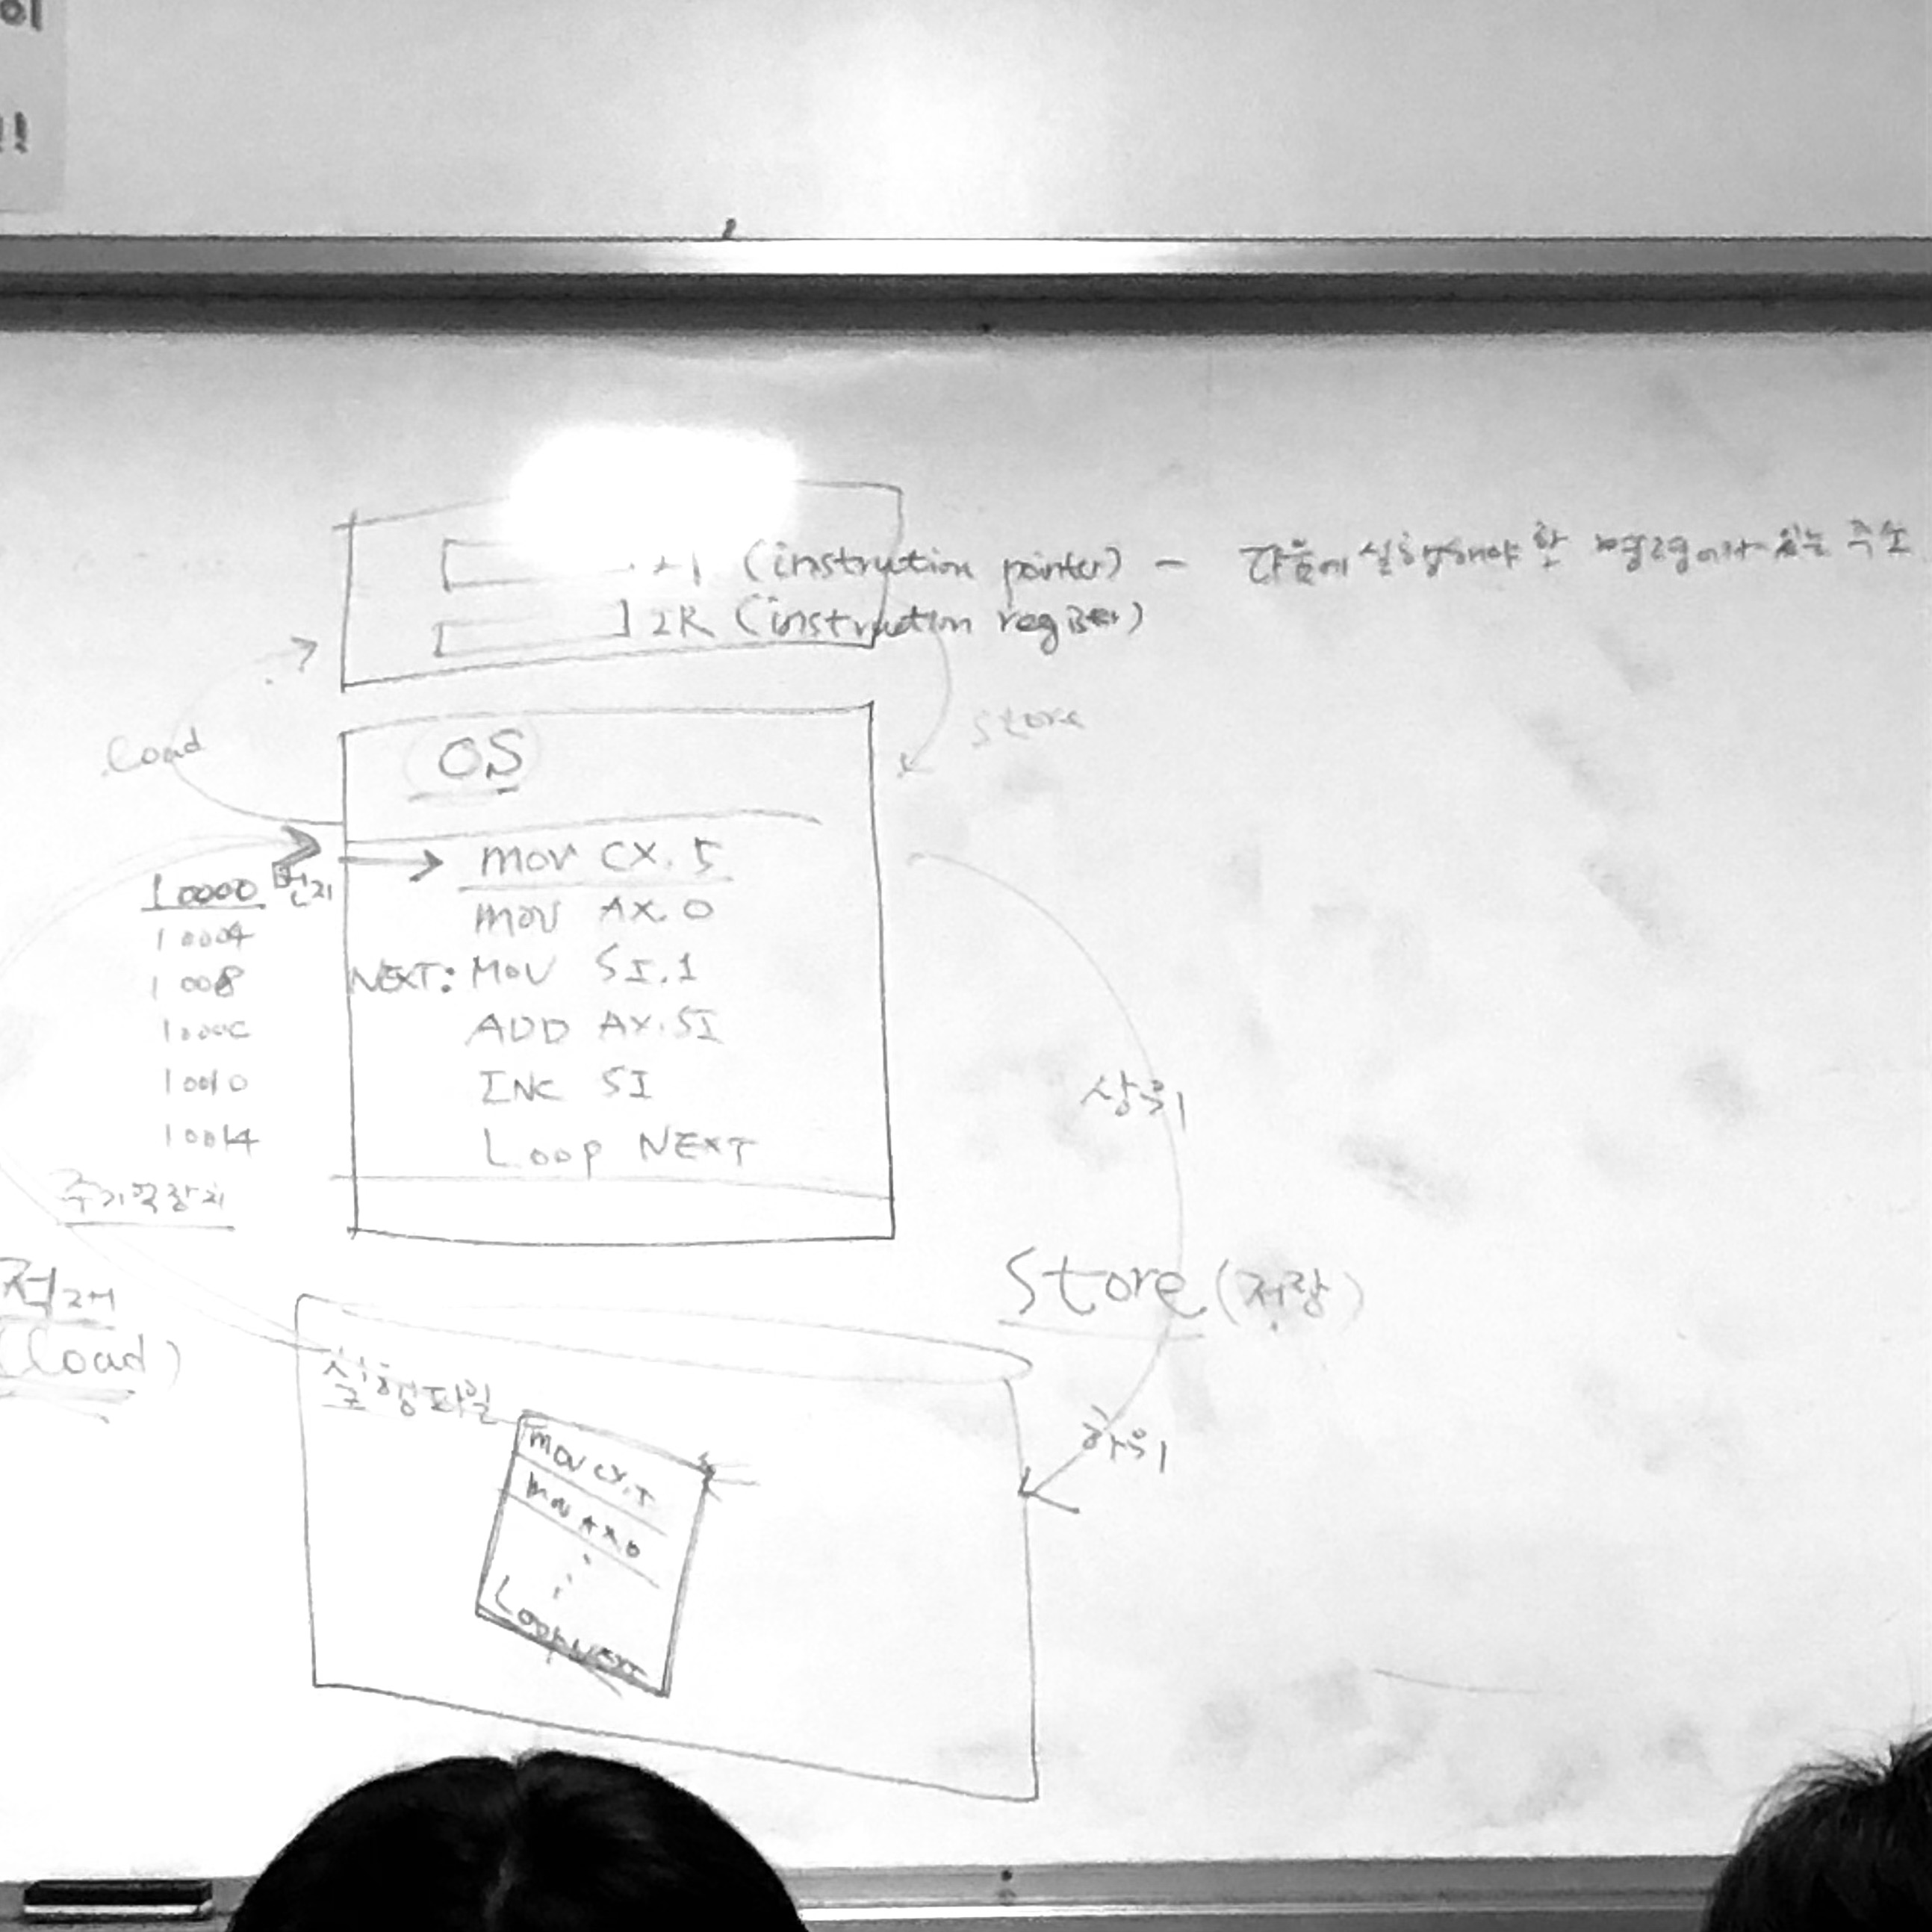 이
!!
(instruction pointer) - 다음에 실행해야 할 명령어가 있는 주소
IR (instruction register)
Load
Store
OS
10000 번지
mov CX.5
10004
mov AX.0
10008
NEXT: MOV SI.1
1000C
ADD AX.SI
10010
INC SI
10014
Loop NEXT
주기억장치
상위
적재
(Load)
Store (저장)
실행파일
하위
mov CX.5
mov AX 0
Loop NEXT